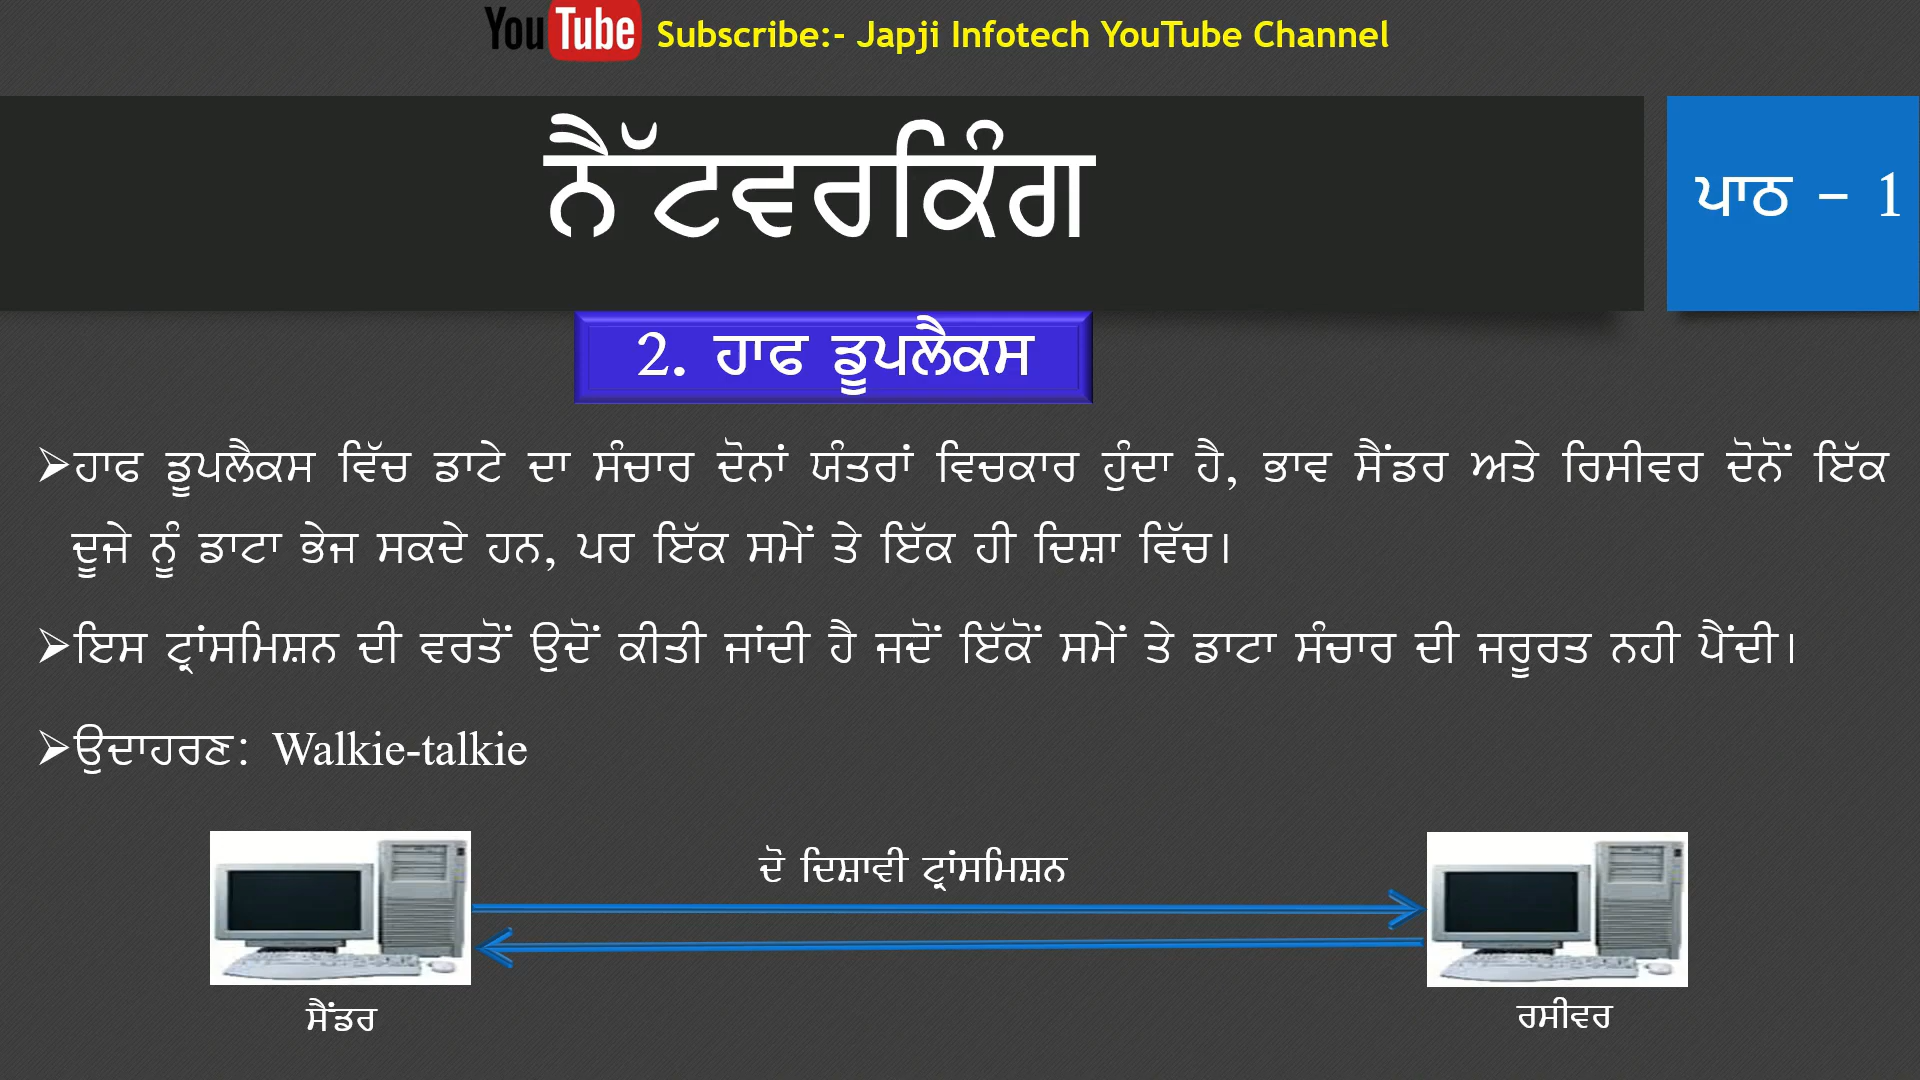 YouTube Subscribe:- Japji Infotech YouTube Channel
ਨੈੱਟਵਰਕਿੰਗ
ਪਾਠ – 1
2. ਹਾਫ ਡੂਪਲੈਕਸ
➢ਹਾਫ ਡੂਪਲੈਕਸ ਵਿੱਚ ਡਾਟੇ ਦਾ ਸੰਚਾਰ ਦੋਨਾਂ ਯੰਤਰਾਂ ਵਿਚਕਾਰ ਹੁੰਦਾ ਹੈ, ਭਾਵ ਸੈਂਡਰ ਅਤੇ ਰਿਸੀਵਰ ਦੋਨੋਂ ਇੱਕ
ਦੂਜੇ ਨੂੰ ਡਾਟਾ ਭੇਜ ਸਕਦੇ ਹਨ, ਪਰ ਇੱਕ ਸਮੇਂ ਤੇ ਇੱਕ ਹੀ ਦਿਸ਼ਾ ਵਿੱਚ।
➢ਇਸ ਟ੍ਰਾਂਸਮਿਸ਼ਨ ਦੀ ਵਰਤੋਂ ਉਦੋਂ ਕੀਤੀ ਜਾਂਦੀ ਹੈ ਜਦੋਂ ਇੱਕੋਂ ਸਮੇਂ ਤੇ ਡਾਟਾ ਸੰਚਾਰ ਦੀ ਜਰੂਰਤ ਨਹੀ ਪੈਂਦੀ।
➢ਉਦਾਹਰਣ: Walkie-talkie
ਦੋ ਦਿਸ਼ਾਵੀ ਟ੍ਰਾਂਸਮਿਸ਼ਨ
ਸੈਂਡਰ
ਰਸੀਵਰ